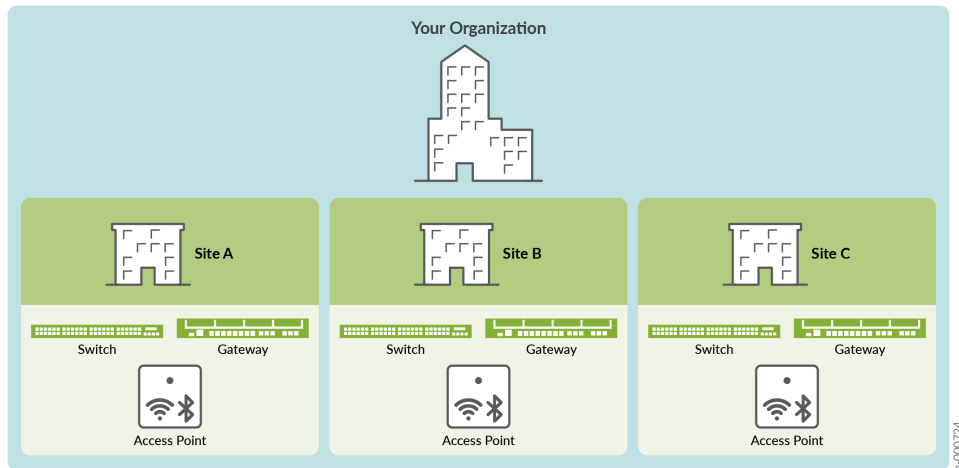 Your Organization
Site A
Site B
Site C
Switch
Gateway
Switch
Gateway
Switch
Gateway
Access Point
Access Point
Access Point